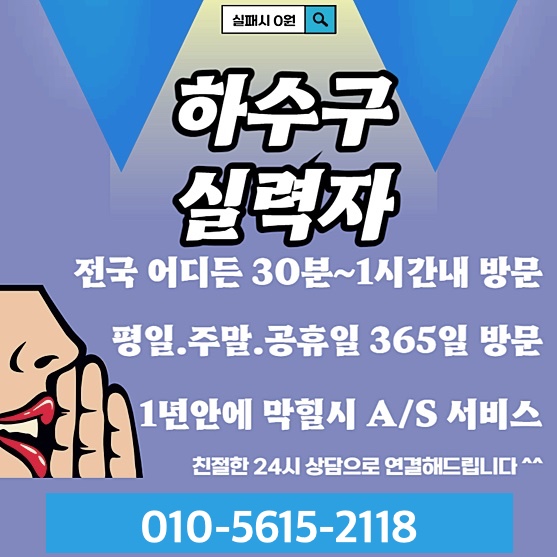 실패시 0원
하수구
실력자
전국 어디든 30분~1시간내 방문
평일.주말.공휴일 365일 방문
1년안에 막힐시 A/S 서비스
친절한 24시 상담으로 연결해드립니다 ^^
010-5615-2118